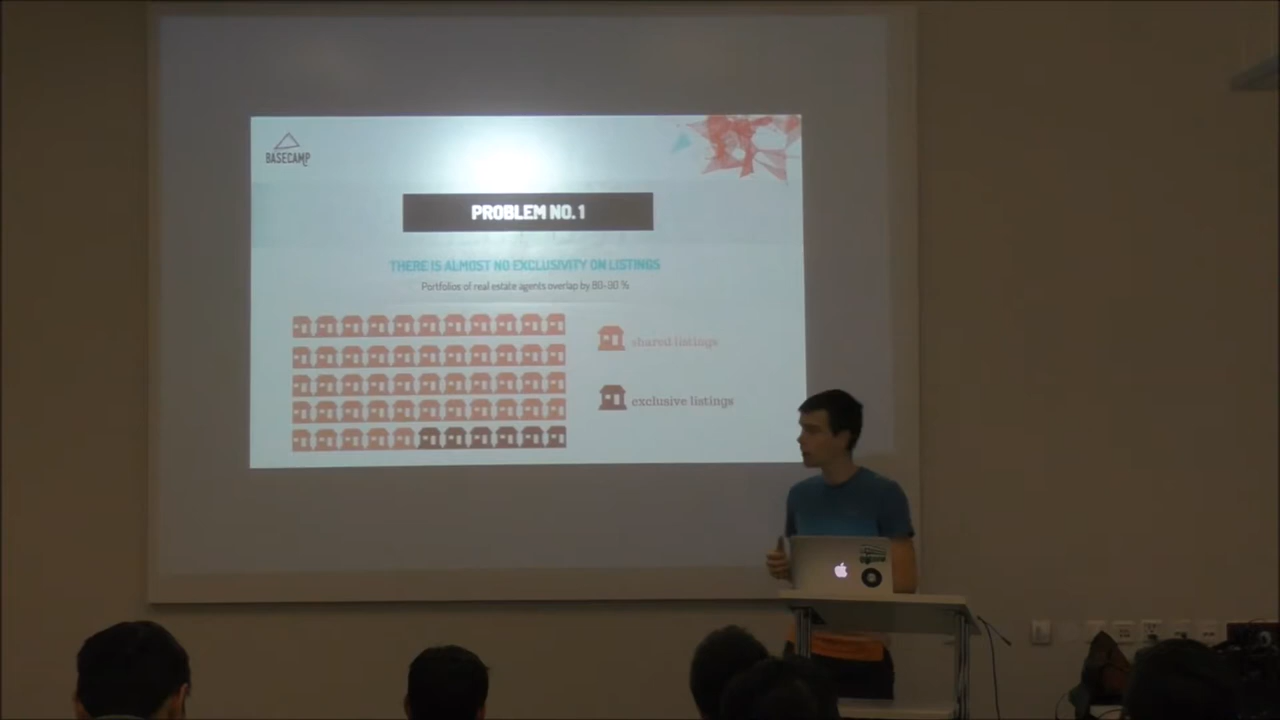 BASECAMP
PROBLEM NO. 1
THERE IS ALMOST NO EXCLUSIVITY ON LISTINGS
Portfolios of real estate agents overlap by 80-90 %
shared listings
exclusive listings